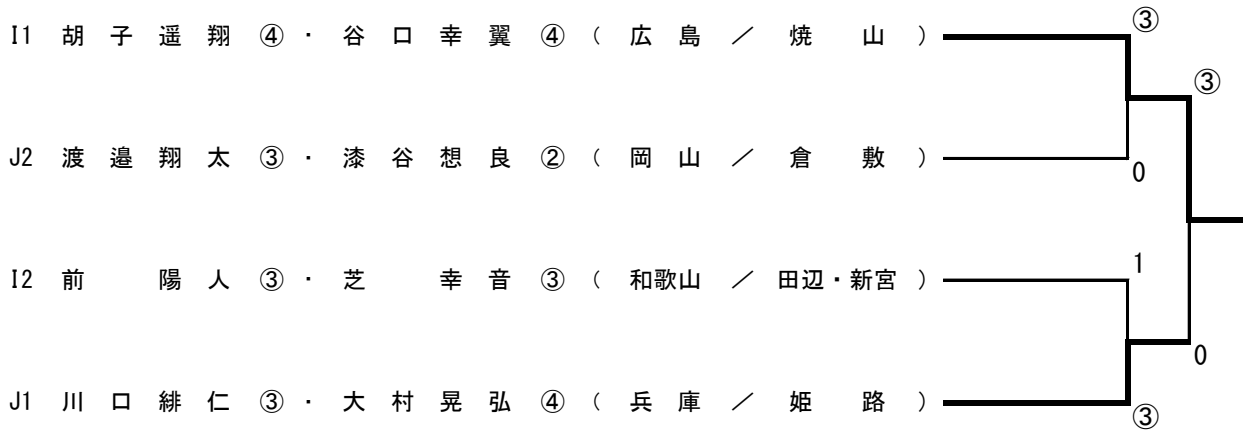 ③
I1 胡子遥翔 ④ ・ 谷口幸翼 ④ ( 広島 / 焼山 )
③
J2 渡邉翔太 ③ ・ 漆谷想良 ② ( 岡山 / 倉敷 )
0
1
I2 前 陽人 ③ ・ 芝 幸音 ③ ( 和歌山 / 田辺・新宮 )
0
J1 川口緋仁 ③ ・ 大村晃弘 ④ ( 兵庫 / 姫路 )
③